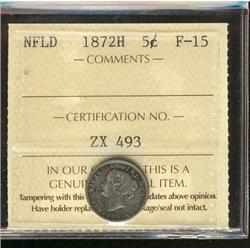 NFLD 1872H 5¢ F-15
— COMMENTS —
— CERTIFICATION NO. —
ZX 493
IN OUR THIS IS A
GENUI L ITEM.
Tampering with this dates above opinion.
Have holder repla age/seal not intact.